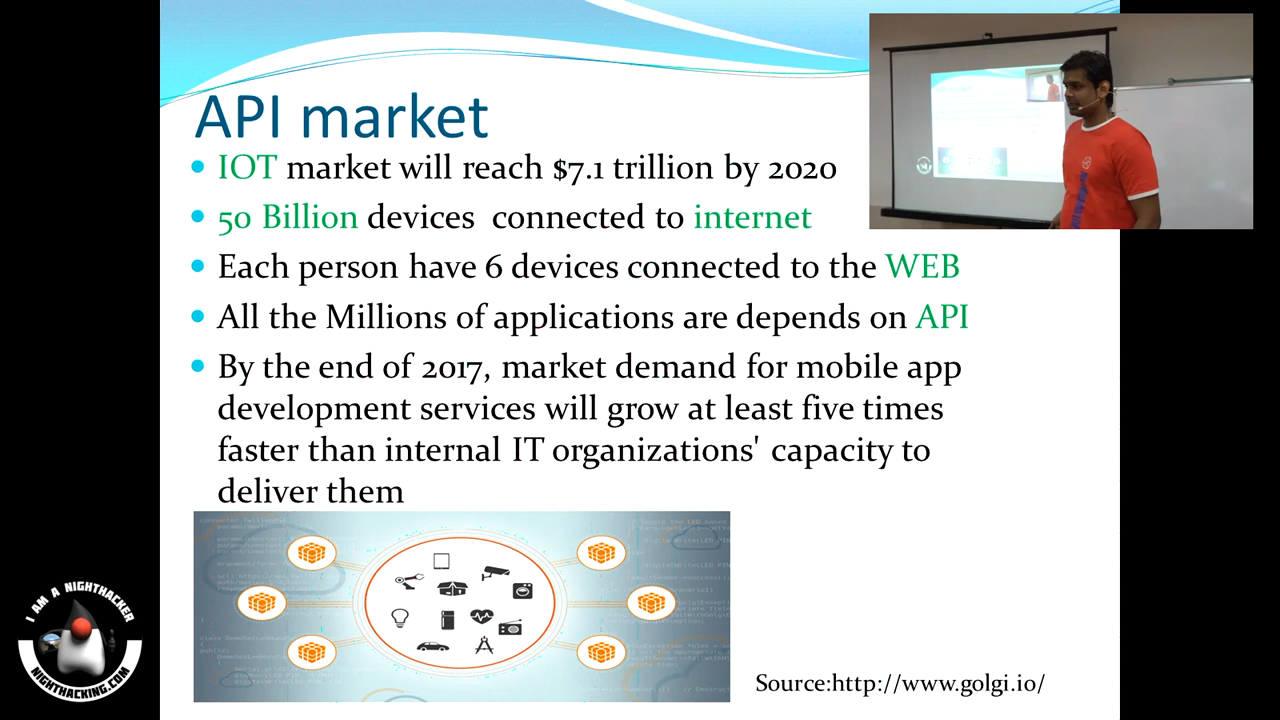 API market
IOT market will reach $7.1 trillion by 2020
50 Billion devices connected to internet
Each person have 6 devices connected to the WEB
All the Millions of applications are depends on API
By the end of 2017, market demand for mobile app
development services will grow at least five times
faster than internal IT organizations' capacity to
deliver them
I AM A NIGHTHACKER
NIGHTHACKING.COM
Source:http://www.golgi.io/